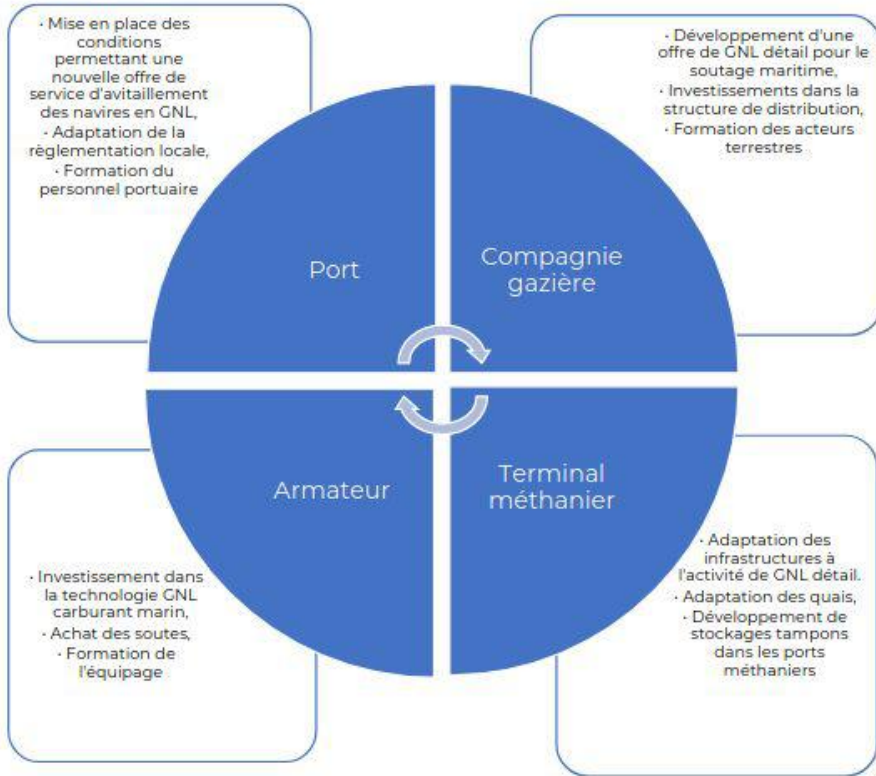 · Mise en place des
conditions
permettant une
nouvelle offre de
service d'avitaillement
des navires en GNL,
· Adaptation de la
règlementation locale,
· Formation du
personnel portuaire
· Développement d'une
offre de GNL détail pour le
soutage maritime,
· Investissements dans la
structure de distribution,
· Formation des acteurs
terrestres
Port
Compagnie
gazière
Armateur
Terminal
méthanier
· Investissement dans
la technologie GNL
carburant marin,
· Achat des soutes,
· Formation de
l'équipage
· Adaptation des
infrastructures à
l'activité de GNL détail.
· Adaptation des quais,
· Développement de
stockages tampons
dans les ports
méthaniers